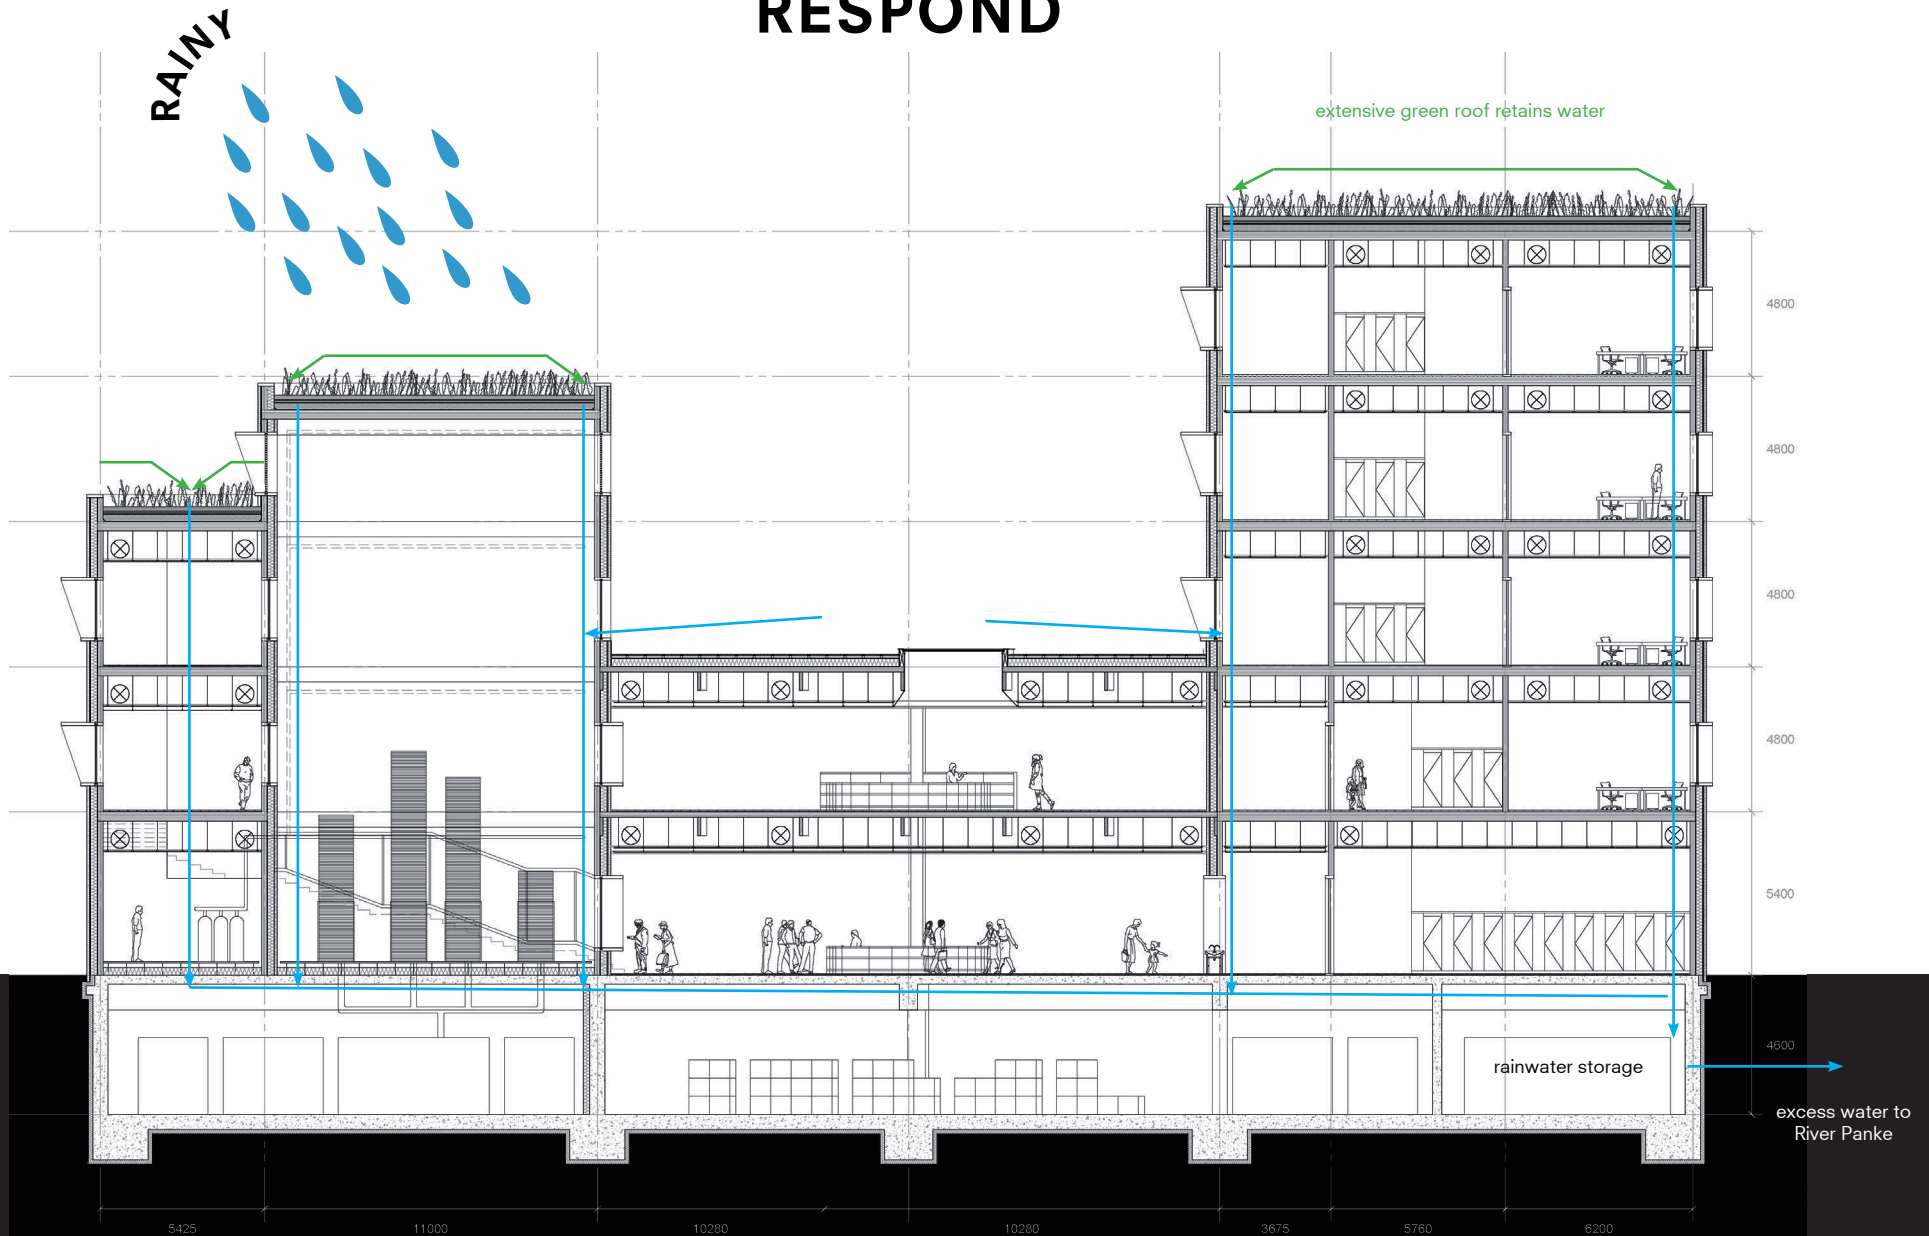 RESPOND
RAINY
extensive green roof retains water
4800
4800
4800
4800
5400
4600
rainwater storage
excess water to
River Panke
5425
11000
10280
10280
3675
5760
6200